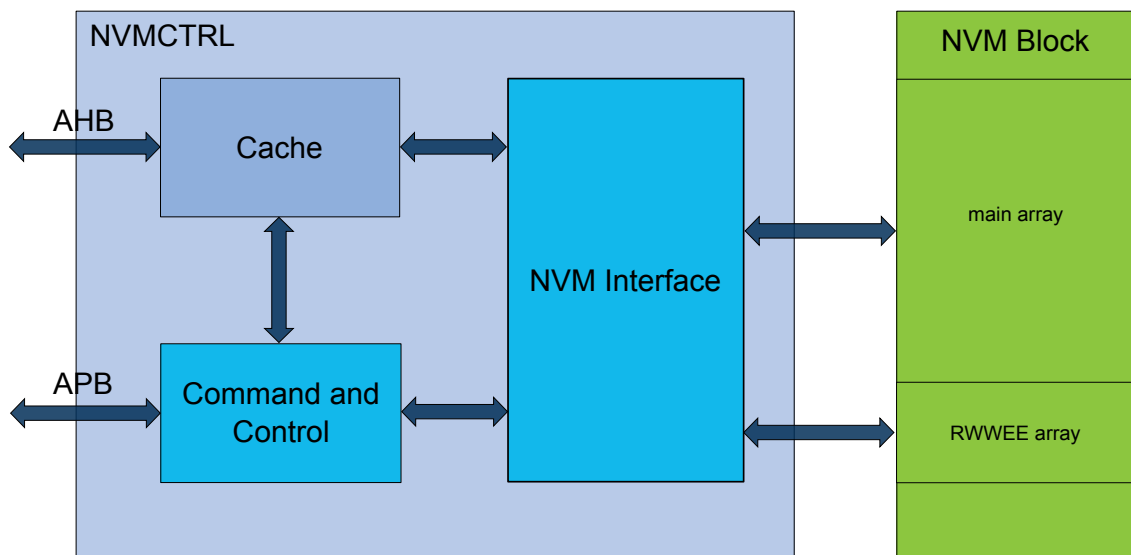 NVMCTRL
NVM Block
AHB
Cache
main array
NVM Interface
APB
Command and
Control
RWWEE array